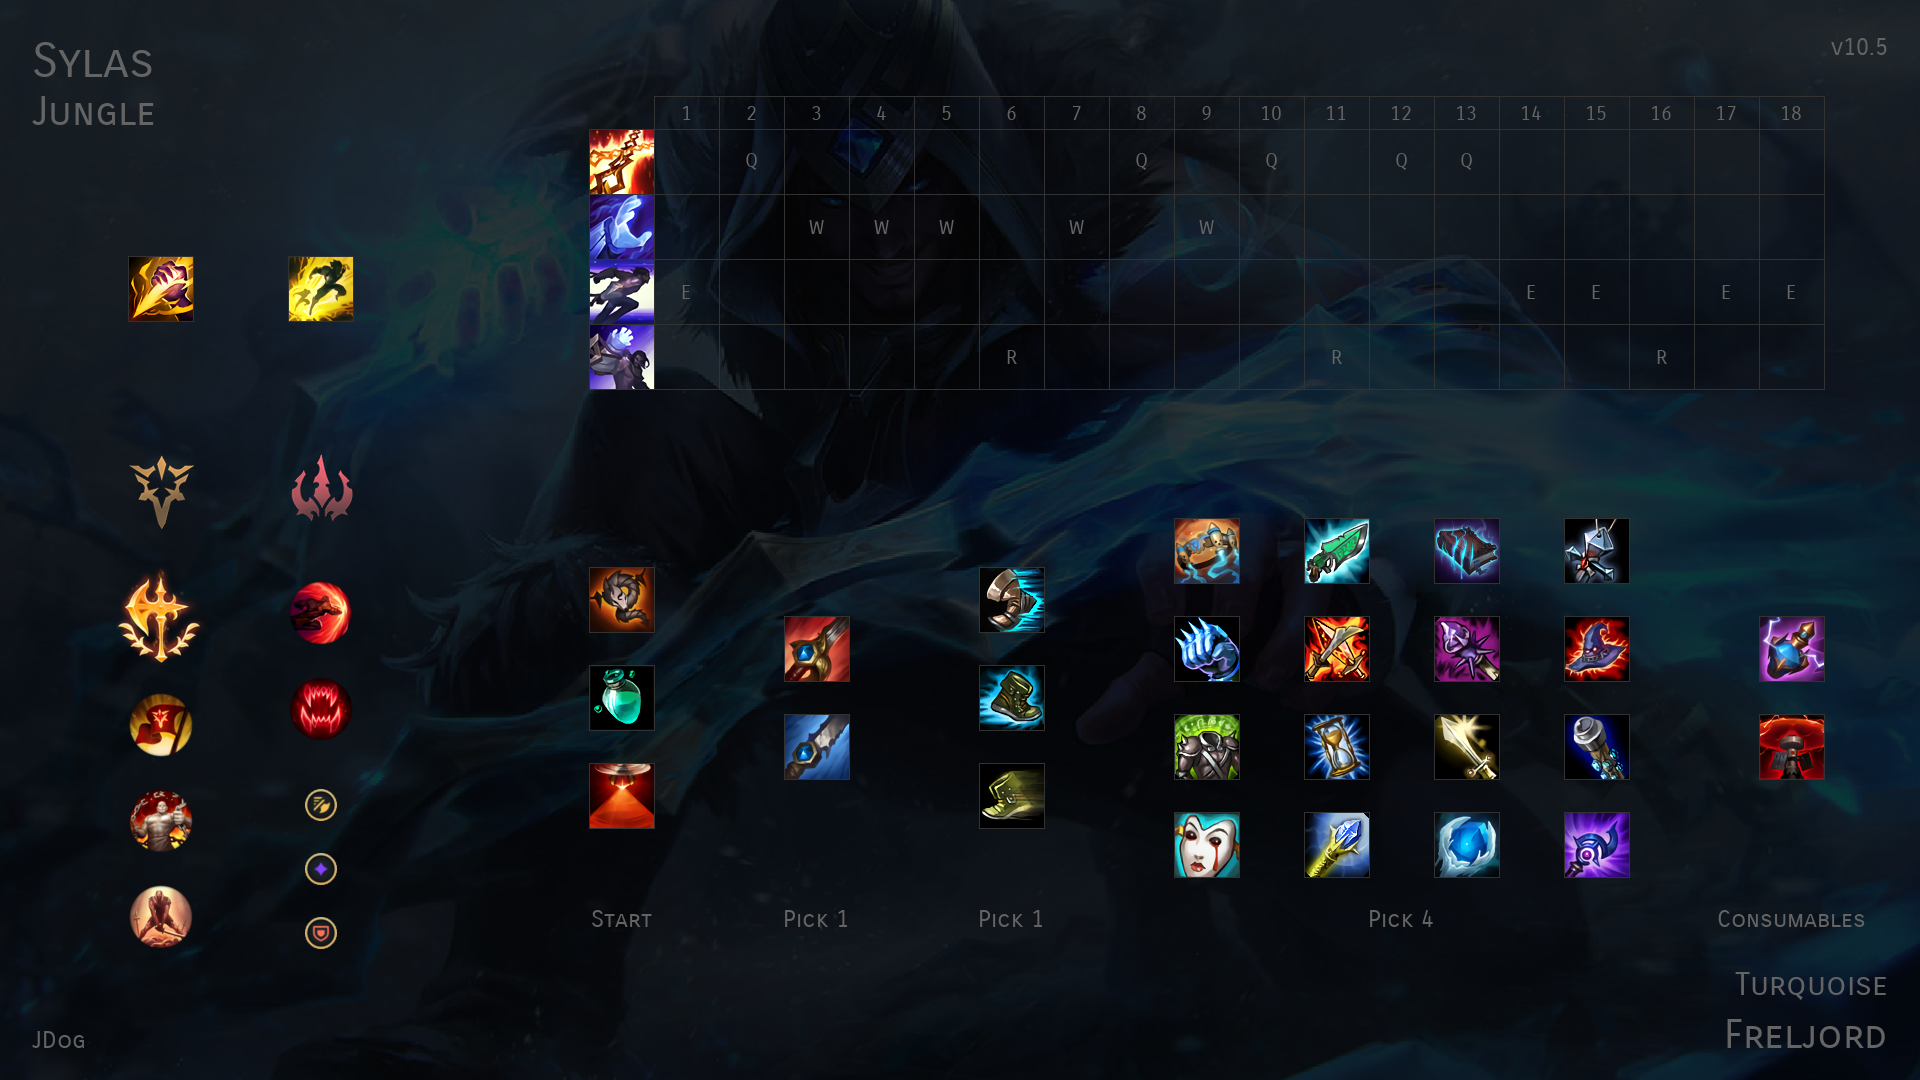 Sylas
Jungle
v10.5
1 2 3 4 5 6 7 8 9 10 11 12 13 14 15 16 17 18
Q Q Q Q Q
W W W W W
E E E E E
R R R
Start
Pick 1
Pick 1
Pick 4
Consumables
Turquoise
Freljord
JDog